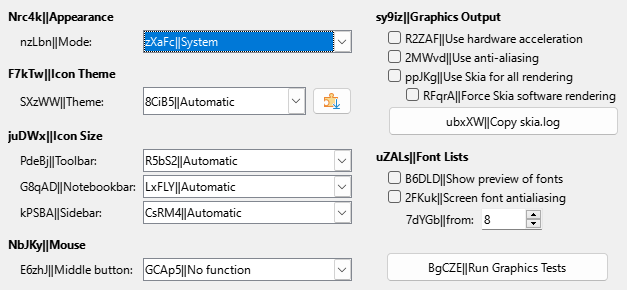 Nrc4k||Appearance
nzLbn||Mode: zXaFc||System
F7kTw||Icon Theme
SXzWW||Theme: 8CiB5||Automatic
juDWx||Icon Size
PdeBj||Toolbar: R5bS2||Automatic
G8qAD||Notebookbar: LxFLY||Automatic
kPSBA||Sidebar: CsRM4||Automatic
NbJKy||Mouse
E6zhJ||Middle button: GCAp5||No function
sy9iz||Graphics Output
R2ZAF||Use hardware acceleration
2MWvd||Use anti-aliasing
ppJKg||Use Skia for all rendering
RFqrA||Force Skia software rendering
ubxXW||Copy skia.log
uZALs||Font Lists
B6DLD||Show preview of fonts
2FKuk||Screen font antialiasing
7dYGb||from: 8
BgCZE||Run Graphics Tests